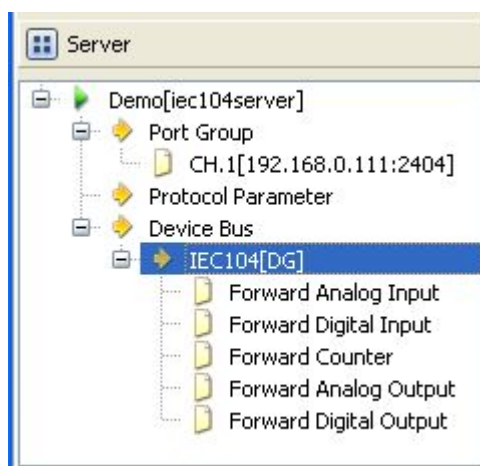 Server
Demo[iec104server]
Port Group
CH.1[192.168.0.111:2404]
Protocol Parameter
Device Bus
IEC104[DG]
Forward Analog Input
Forward Digital Input
Forward Counter
Forward Analog Output
Forward Digital Output